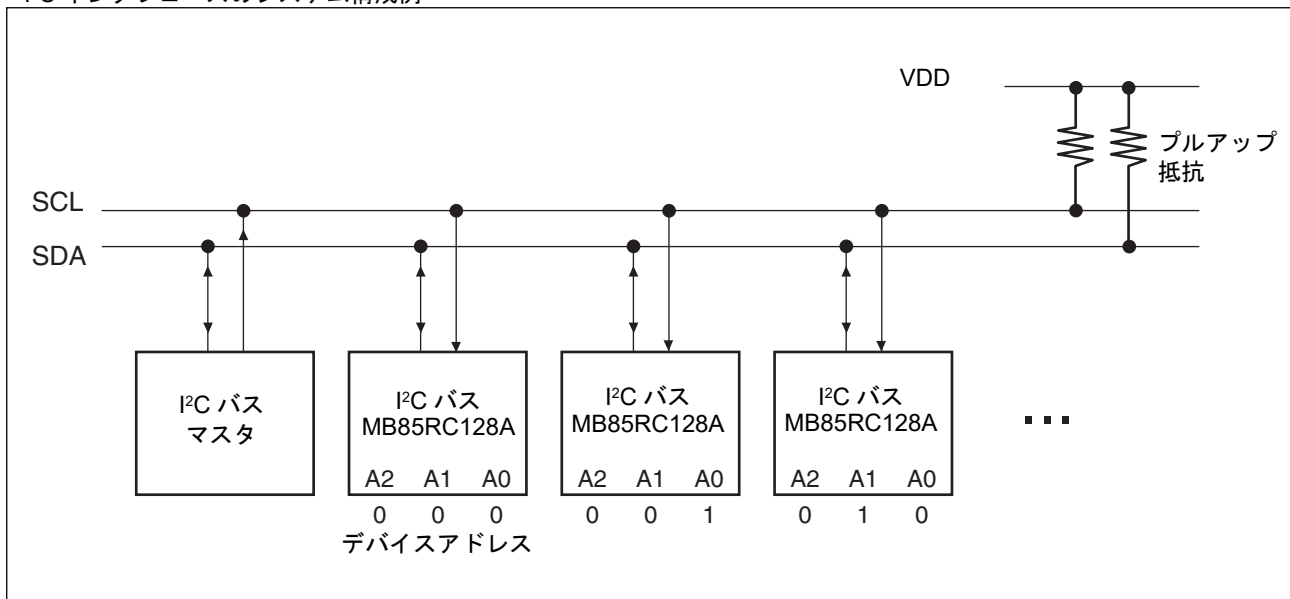 VDD
プルアップ
抵抗
SCL
SDA
I²C バス
マスタ
I²C バス
MB85RC128A
A2 A1 A0
0 0 0
デバイスアドレス
I²C バス
MB85RC128A
A2 A1 A0
0 0 1
I²C バス
MB85RC128A
A2 A1 A0
0 1 0
...